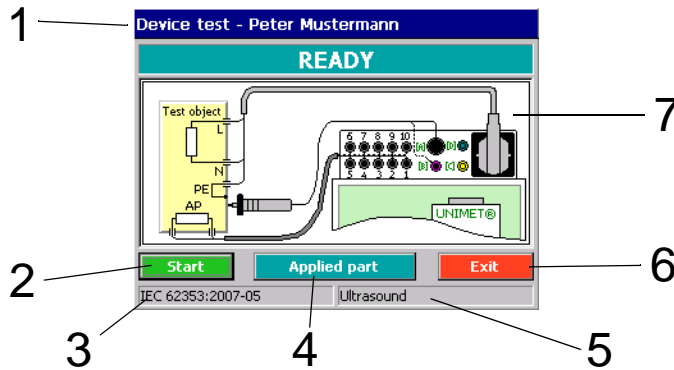 1
Device test - Peter Mustermann
READY
7
Test object
L
N
PE
AP
6 7 8 9 10
5 4 3 2 1
[A] [D]
[B] [C]
UNIMET®
2
Start
Applied part
Exit
6
IEC 62353:2007-05
Ultrasound
3
4
5